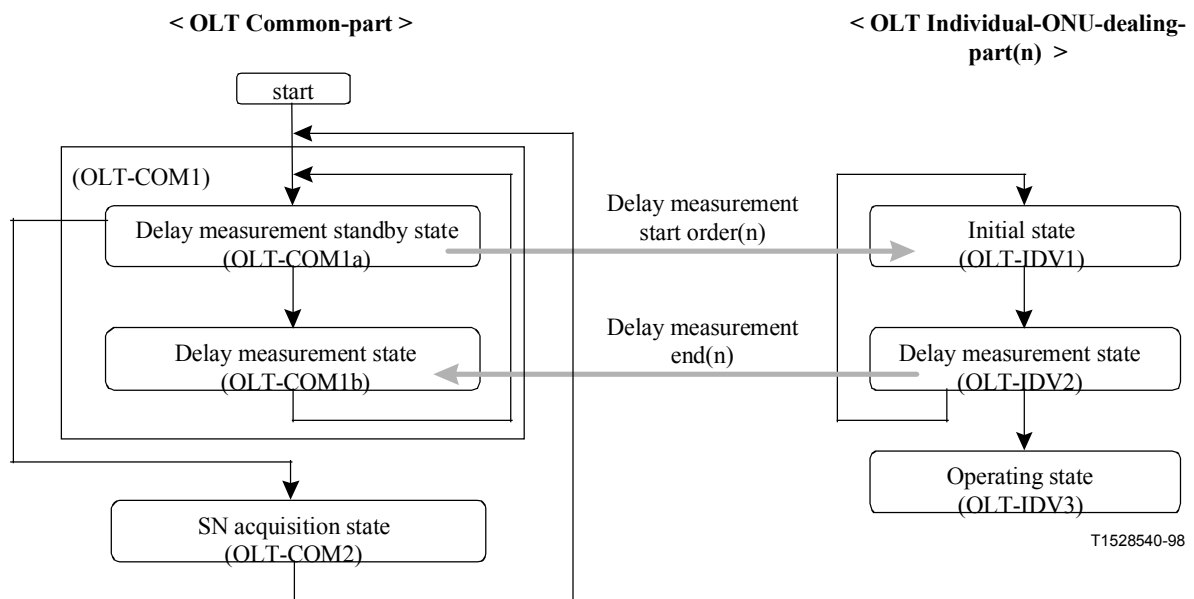 < OLT Common-part >
< OLT Individual-ONU-dealing-
part(n) >
start
(OLT-COM1)
Delay measurement standby state
(OLT-COM1a)
Delay measurement
start order(n)
Initial state
(OLT-IDV1)
Delay measurement state
(OLT-COM1b)
Delay measurement
end(n)
Delay measurement state
(OLT-IDV2)
Operating state
(OLT-IDV3)
SN acquisition state
(OLT-COM2)
T1528540-98